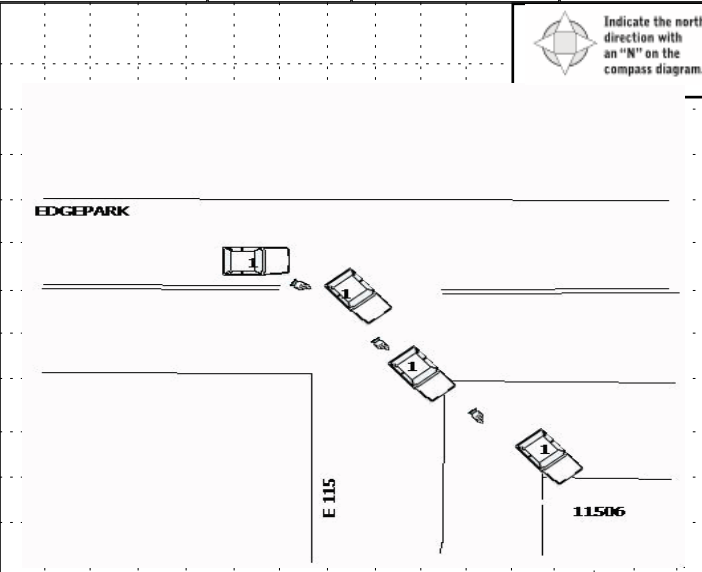 Indicate the north
direction with
an “N” on the
compass diagram.
EDGEPARK
1
1
1
1
E 115
11506